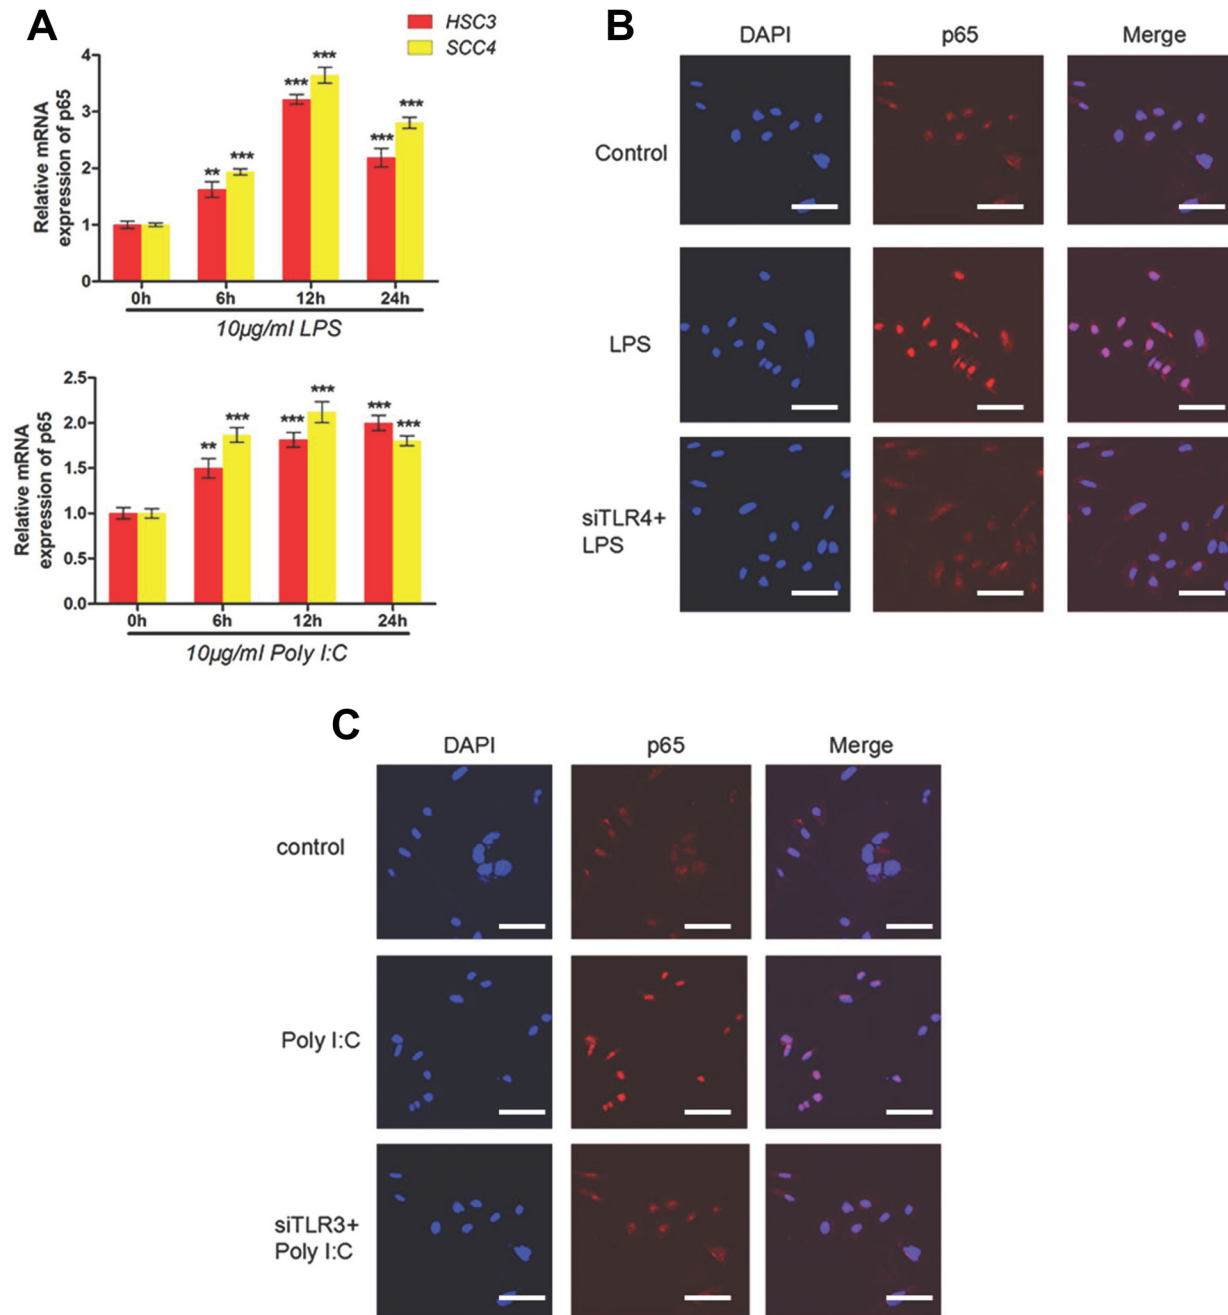 A
HSC3
SCC4
Relative mRNA
expression of p65
4
3
2
1
0
** *** *** *** *** ***
0h 6h 12h 24h
10µg/ml LPS
Relative mRNA
expression of p65
2.5
2.0
1.5
1.0
0.5
0.0
** *** *** *** *** ***
0h 6h 12h 24h
10µg/ml Poly I:C
B
DAPI p65 Merge
Control
LPS
siTLR4+
LPS
C
DAPI p65 Merge
control
Poly I:C
siTLR3+
Poly I:C